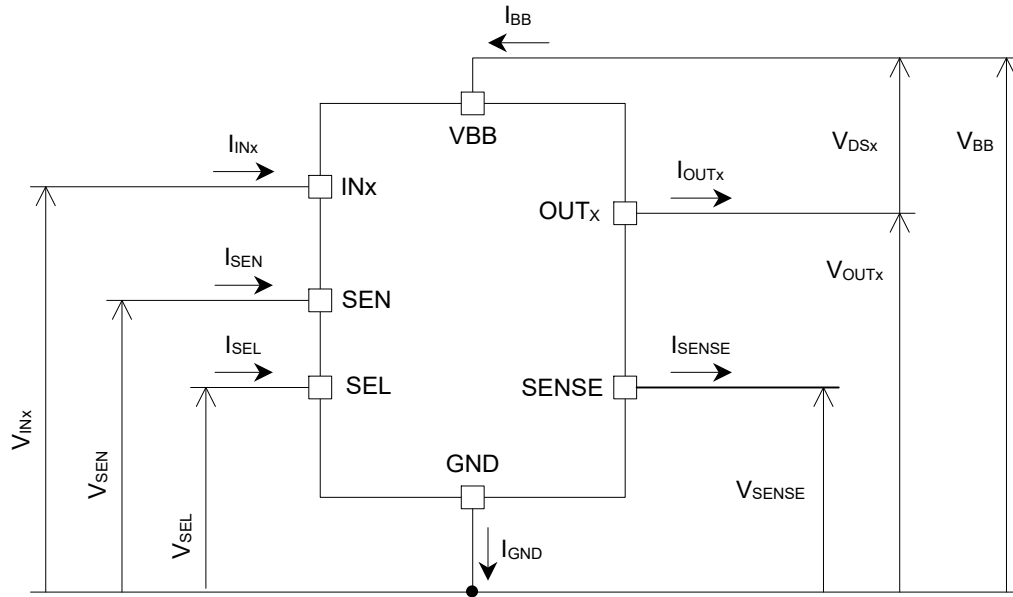 IBB
VBB
IINx
INx
VDSx
VBB
IOUTx
OUTx
ISEN
SEN
VOUTx
ISEL
SEL
ISENSE
SENSE
VINx
VSEN
VSEL
GND
VSENSE
IGND